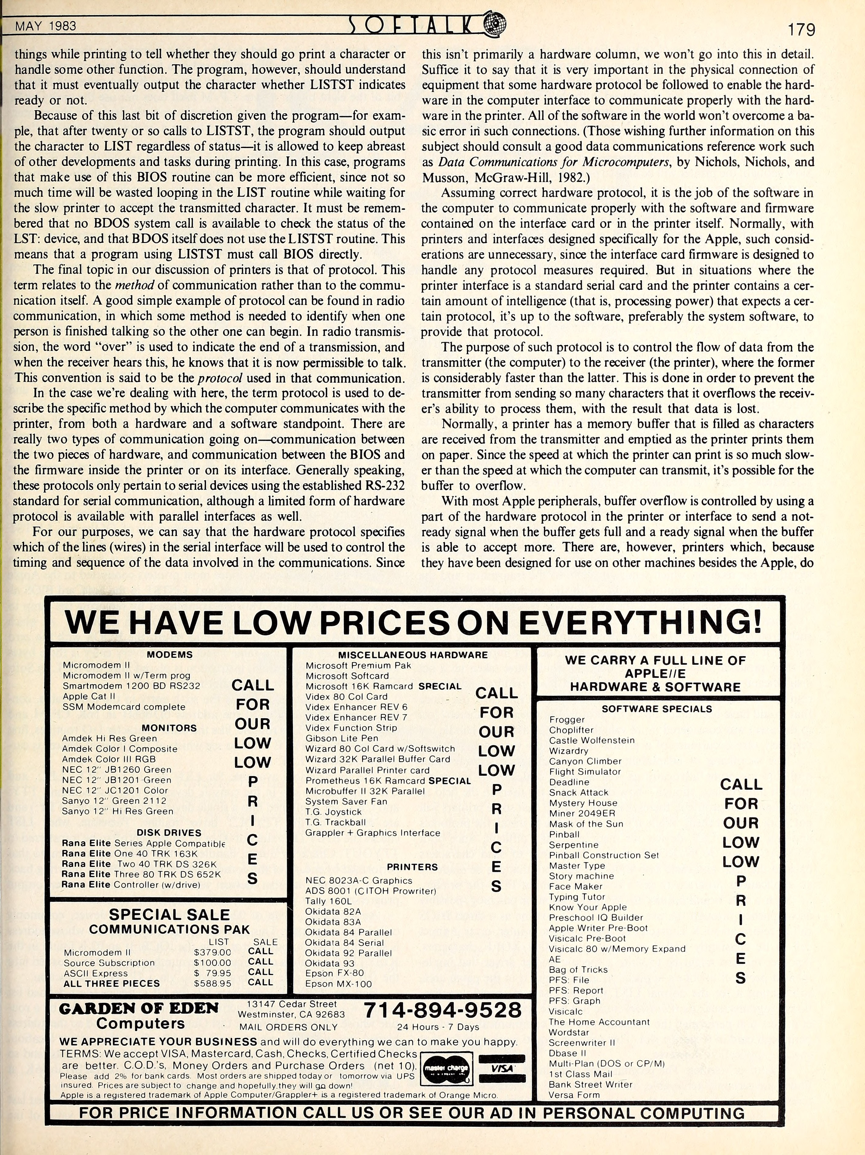 MAY 1983
SOFTALK
179
things while printing to tell whether they should go print a character or
handle some other function. The program, however, should understand
that it must eventually output the character whether LISTST indicates
ready or not.
Because of this last bit of discretion given the program—for exam-
ple, that after twenty or so calls to LISTST, the program should output
the character to LIST regardless of status—it is allowed to keep abreast
of other developments and tasks during printing. In this case, programs
that make use of this BIOS routine can be more efficient, since not so
much time will be wasted looping in the LIST routine while waiting for
the slow printer to accept the transmitted character. It must be remem-
bered that no BDOS system call is available to check the status of the
LST: device, and that BDOS itself does not use the LISTST routine. This
means that a program using LISTST must call BIOS directly.
The final topic in our discussion of printers is that of protocol. This
term relates to the method of communication rather than to the commu-
nication itself. A good simple example of protocol can be found in radio
communication, in which some method is needed to identify when one
person is finished talking so the other one can begin. In radio transmis-
sion, the word "over" is used to indicate the end of a transmission, and
when the receiver hears this, he knows that it is now permissible to talk.
This convention is said to be the protocol used in that communication.
In the case we're dealing with here, the term protocol is used to de-
scribe the specific method by which the computer communicates with the
printer, from both a hardware and a software standpoint. There are
really two types of communication going on—communication between
the two pieces of hardware, and communication between the BIOS and
the firmware inside the printer or on its interface. Generally speaking,
these protocols only pertain to serial devices using the established RS-232
standard for serial communication, although a limited form of hardware
protocol is available with parallel interfaces as well.
For our purposes, we can say that the hardware protocol specifies
which of the lines (wires) in the serial interface will be used to control the
timing and sequence of the data involved in the communications. Since
this isn't primarily a hardware column, we won't go into this in detail.
Suffice it to say that it is very important in the physical connection of
equipment that some hardware protocol be followed to enable the hard-
ware in the computer interface to communicate properly with the hard-
ware in the printer. All of the software in the world won't overcome a ba-
sic error in such connections. (Those wishing further information on this
subject should consult a good data communications reference work such
as Data Communications for Microcomputers, by Nichols, Nichols, and
Musson, McGraw-Hill, 1982.)
Assuming correct hardware protocol, it is the job of the software in
the computer to communicate properly with the software and firmware
contained on the interface card or in the printer itself. Normally, with
printers and interfaces designed specifically for the Apple, such consid-
erations are unnecessary, since the interface card firmware is designed to
handle any protocol measures required. But in situations where the
printer interface is a standard serial card and the printer contains a cer-
tain amount of intelligence (that is, processing power) that expects a cer-
tain protocol, it's up to the software, preferably the system software, to
provide that protocol.
The purpose of such protocol is to control the flow of data from the
transmitter (the computer) to the receiver (the printer), where the former
is considerably faster than the latter. This is done in order to prevent the
transmitter from sending so many characters that it overflows the receiv-
er's ability to process them, with the result that data is lost.
Normally, a printer has a memory buffer that is filled as characters
are received from the transmitter and emptied as the printer prints them
on paper. Since the speed at which the printer can print is so much slow-
er than the speed at which the computer can transmit, it's possible for the
buffer to overflow.
With most Apple peripherals, buffer overflow is controlled by using a
part of the hardware protocol in the printer or interface to send a not-
ready signal when the buffer gets full and a ready signal when the buffer
is able to accept more. There are, however, printers which, because
they have been designed for use on other machines besides the Apple, do
WE HAVE LOW PRICES ON EVERYTHING!
MODEMS
Micromodem II
Micromodem II w/Term prog
Smartmodem 1200 BD RS232
Apple Cat II
SSM Modemcard complete
MONITORS
Amdek Hi Res Green
Amdek Color I Composite
Amdek Color III RGB
NEC 12" JB1260 Green
NEC 12" JB1201 Green
NEC 12" JC1201 Color
Sanyo 12" Green 2112
Sanyo 12" Hi Res Green
DISK DRIVES
Rana Elite Series Apple Compatible
Rana Elite One 40 TRK 163K
Rana Elite Two 40 TRK DS 326K
Rana Elite Three 80 TRK DS 652K
Rana Elite Controller (w/drive)
CALL
FOR
OUR
LOW
LOW
P
R
I
C
E
S
SPECIAL SALE
COMMUNICATIONS PAK
LIST SALE
Micromodem II $379.00 CALL
Source Subscription $100.00 CALL
ASCII Express $ 79.95 CALL
ALL THREE PIECES $588.95 CALL
MISCELLANEOUS HARDWARE
Microsoft Premium Pak
Microsoft Softcard
Microsoft 16K Ramcard SPECIAL
Videx 80 Col Card
Videx Enhancer REV 6
Videx Enhancer REV 7
Videx Function Strip
Gibson Lite Pen
Wizard 80 Col Card w/Softswitch
Wizard 32K Parallel Buffer Card
Wizard Parallel Printer card
Prometheus 16K Ramcard SPECIAL
Microbuffer II 32K Parallel
System Saver Fan
T.G. Joystick
T.G. Trackball
Grappler + Graphics Interface
PRINTERS
NEC 8023A-C Graphics
ADS 8001 (CITOH Prowriter)
Tally 160L
Okidata 82A
Okidata 83A
Okidata 84 Parallel
Okidata 84 Serial
Okidata 92 Parallel
Okidata 93
Epson FX-80
Epson MX-100
CALL
FOR
OUR
LOW
LOW
P
R
I
C
E
S
WE CARRY A FULL LINE OF
APPLE//E
HARDWARE & SOFTWARE
SOFTWARE SPECIALS
Frogger
Choplifter
Castle Wolfenstein
Wizardry
Canyon Climber
Flight Simulator
Deadline
Snack Attack
Mystery House
Miner 2049ER
Mask of the Sun
Pinball
Serpentine
Pinball Construction Set
Master Type
Story machine
Face Maker
Typing Tutor
Know Your Apple
Preschool IQ Builder
Apple Writer Pre-Boot
Visicalc Pre-Boot
Visicalc 80 w/Memory Expand
AE
Bag of Tricks
PFS: File
PFS: Report
PFS: Graph
Visicalc
The Home Accountant
Wordstar
Screenwriter II
Dbase II
Multi-Plan (DOS or CP/M)
1st Class Mail
Bank Street Writer
Versa Form
CALL
FOR
OUR
LOW
LOW
P
R
I
C
E
S
GARDEN OF EDEN
Computers
13147 Cedar Street
Westminster, CA 92683
MAIL ORDERS ONLY
714-894-9528
24 Hours - 7 Days
WE APPRECIATE YOUR BUSINESS and will do everything we can to make you happy.
TERMS: We accept VISA, Mastercard, Cash, Checks, Certified Checks
are better. C.O.D.'s, Money Orders and Purchase Orders (net 10).
Please add 2% for bank cards. Most orders are shipped today or tomorrow via UPS
insured. Prices are subject to change and hopefully, they will go down!
Apple is a registered trademark of Apple Computer/Grappler+ is a registered trademark of Orange Micro.
master charge
VISA
FOR PRICE INFORMATION CALL US OR SEE OUR AD IN PERSONAL COMPUTING